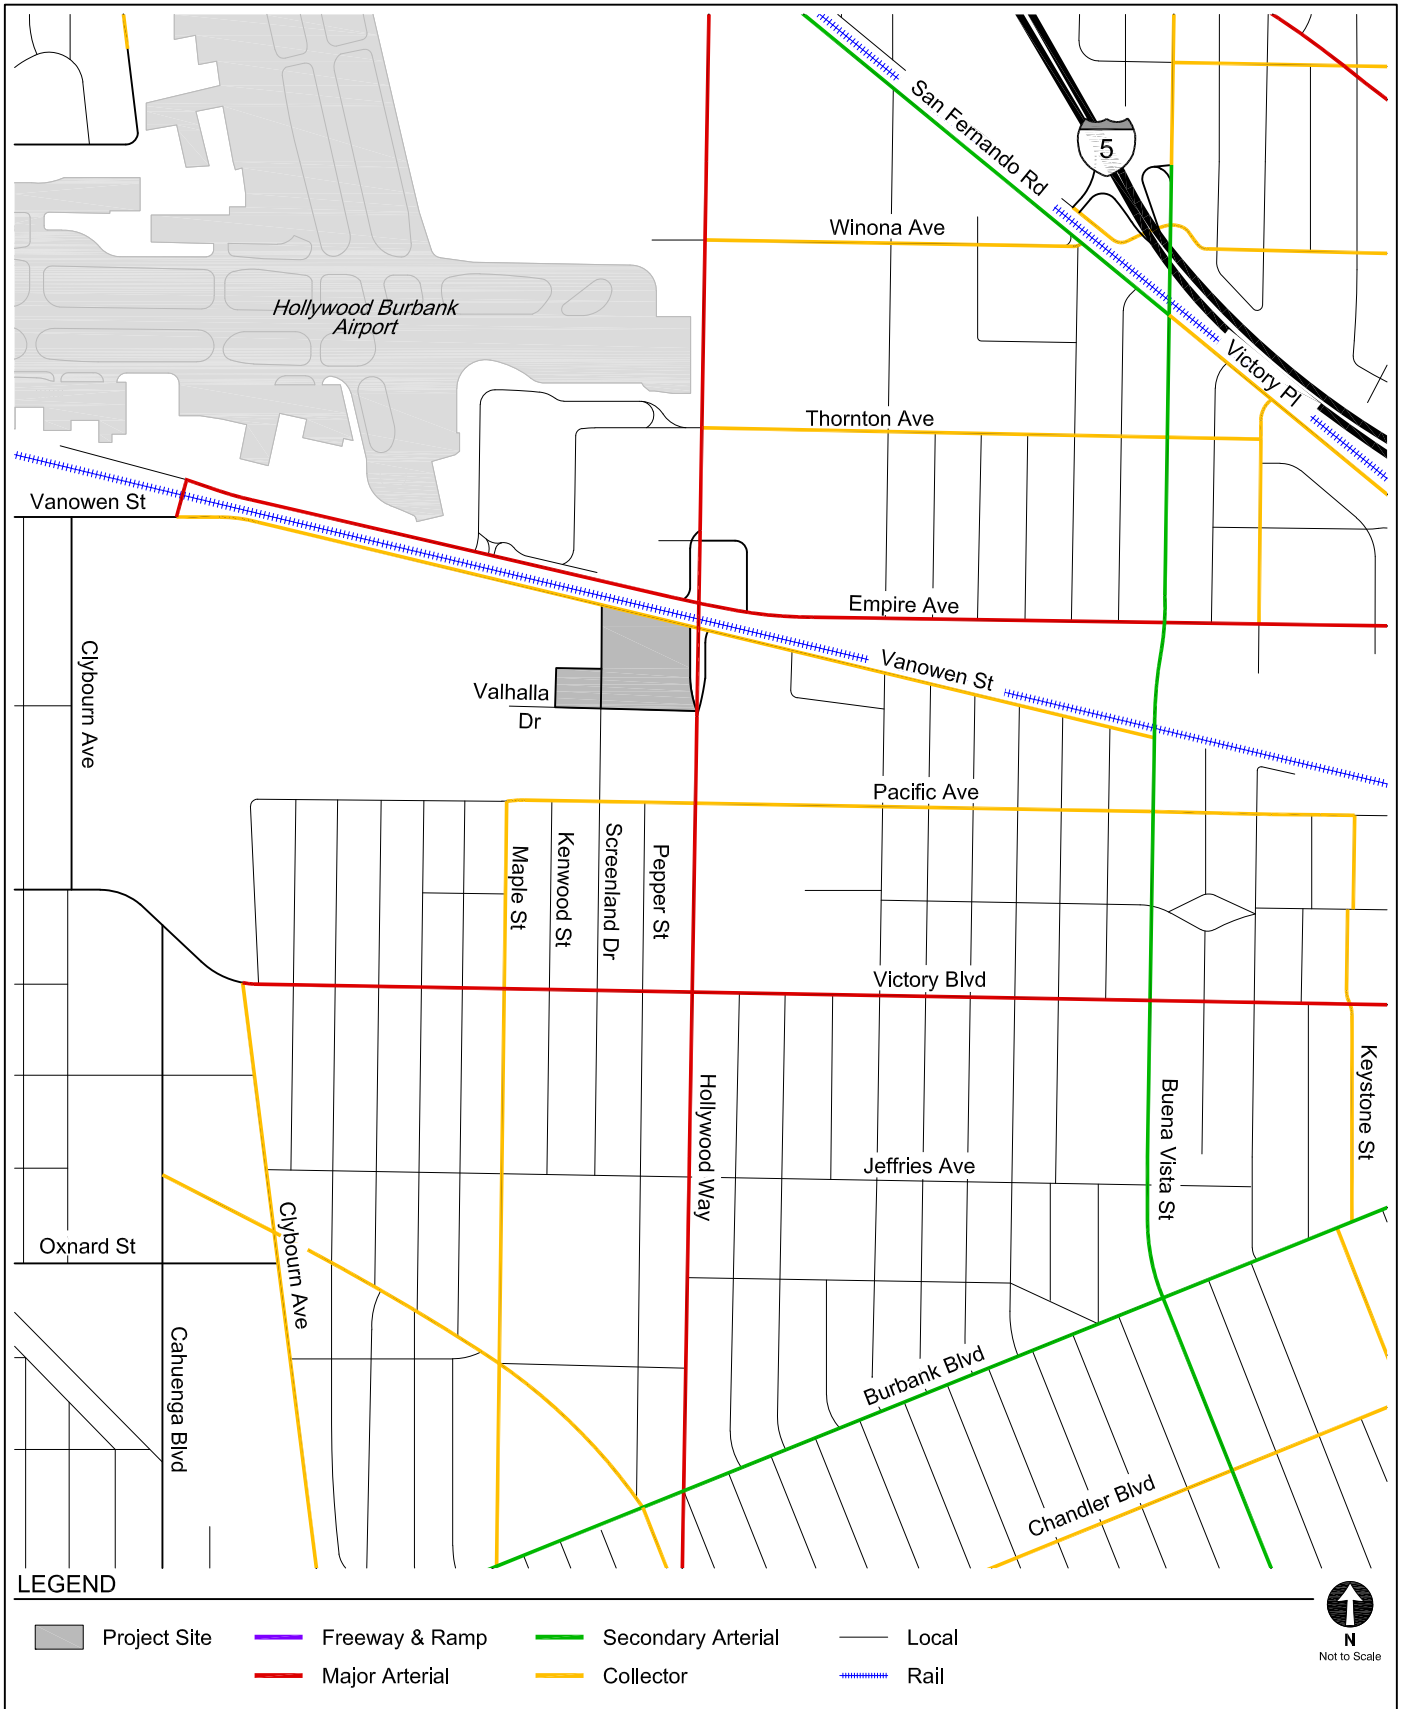 San Fernando Rd
5
Winona Ave
Hollywood Burbank
Airport
Victory Pl
Thornton Ave
Vanowen St
Empire Ave
Clybourn Ave
Vanowen St
Valhalla
Dr
Pacific Ave
Maple St
Kenwood St
Screenland Dr
Pepper St
Victory Blvd
Hollywood Way
Buena Vista St
Keystone St
Jeffries Ave
Oxnard St
Clybourn Ave
Cahuenga Blvd
Burbank Blvd
Chandler Blvd
LEGEND
Project Site
Freeway & Ramp
Secondary Arterial
Local
Major Arterial
Collector
Rail
N
Not to Scale